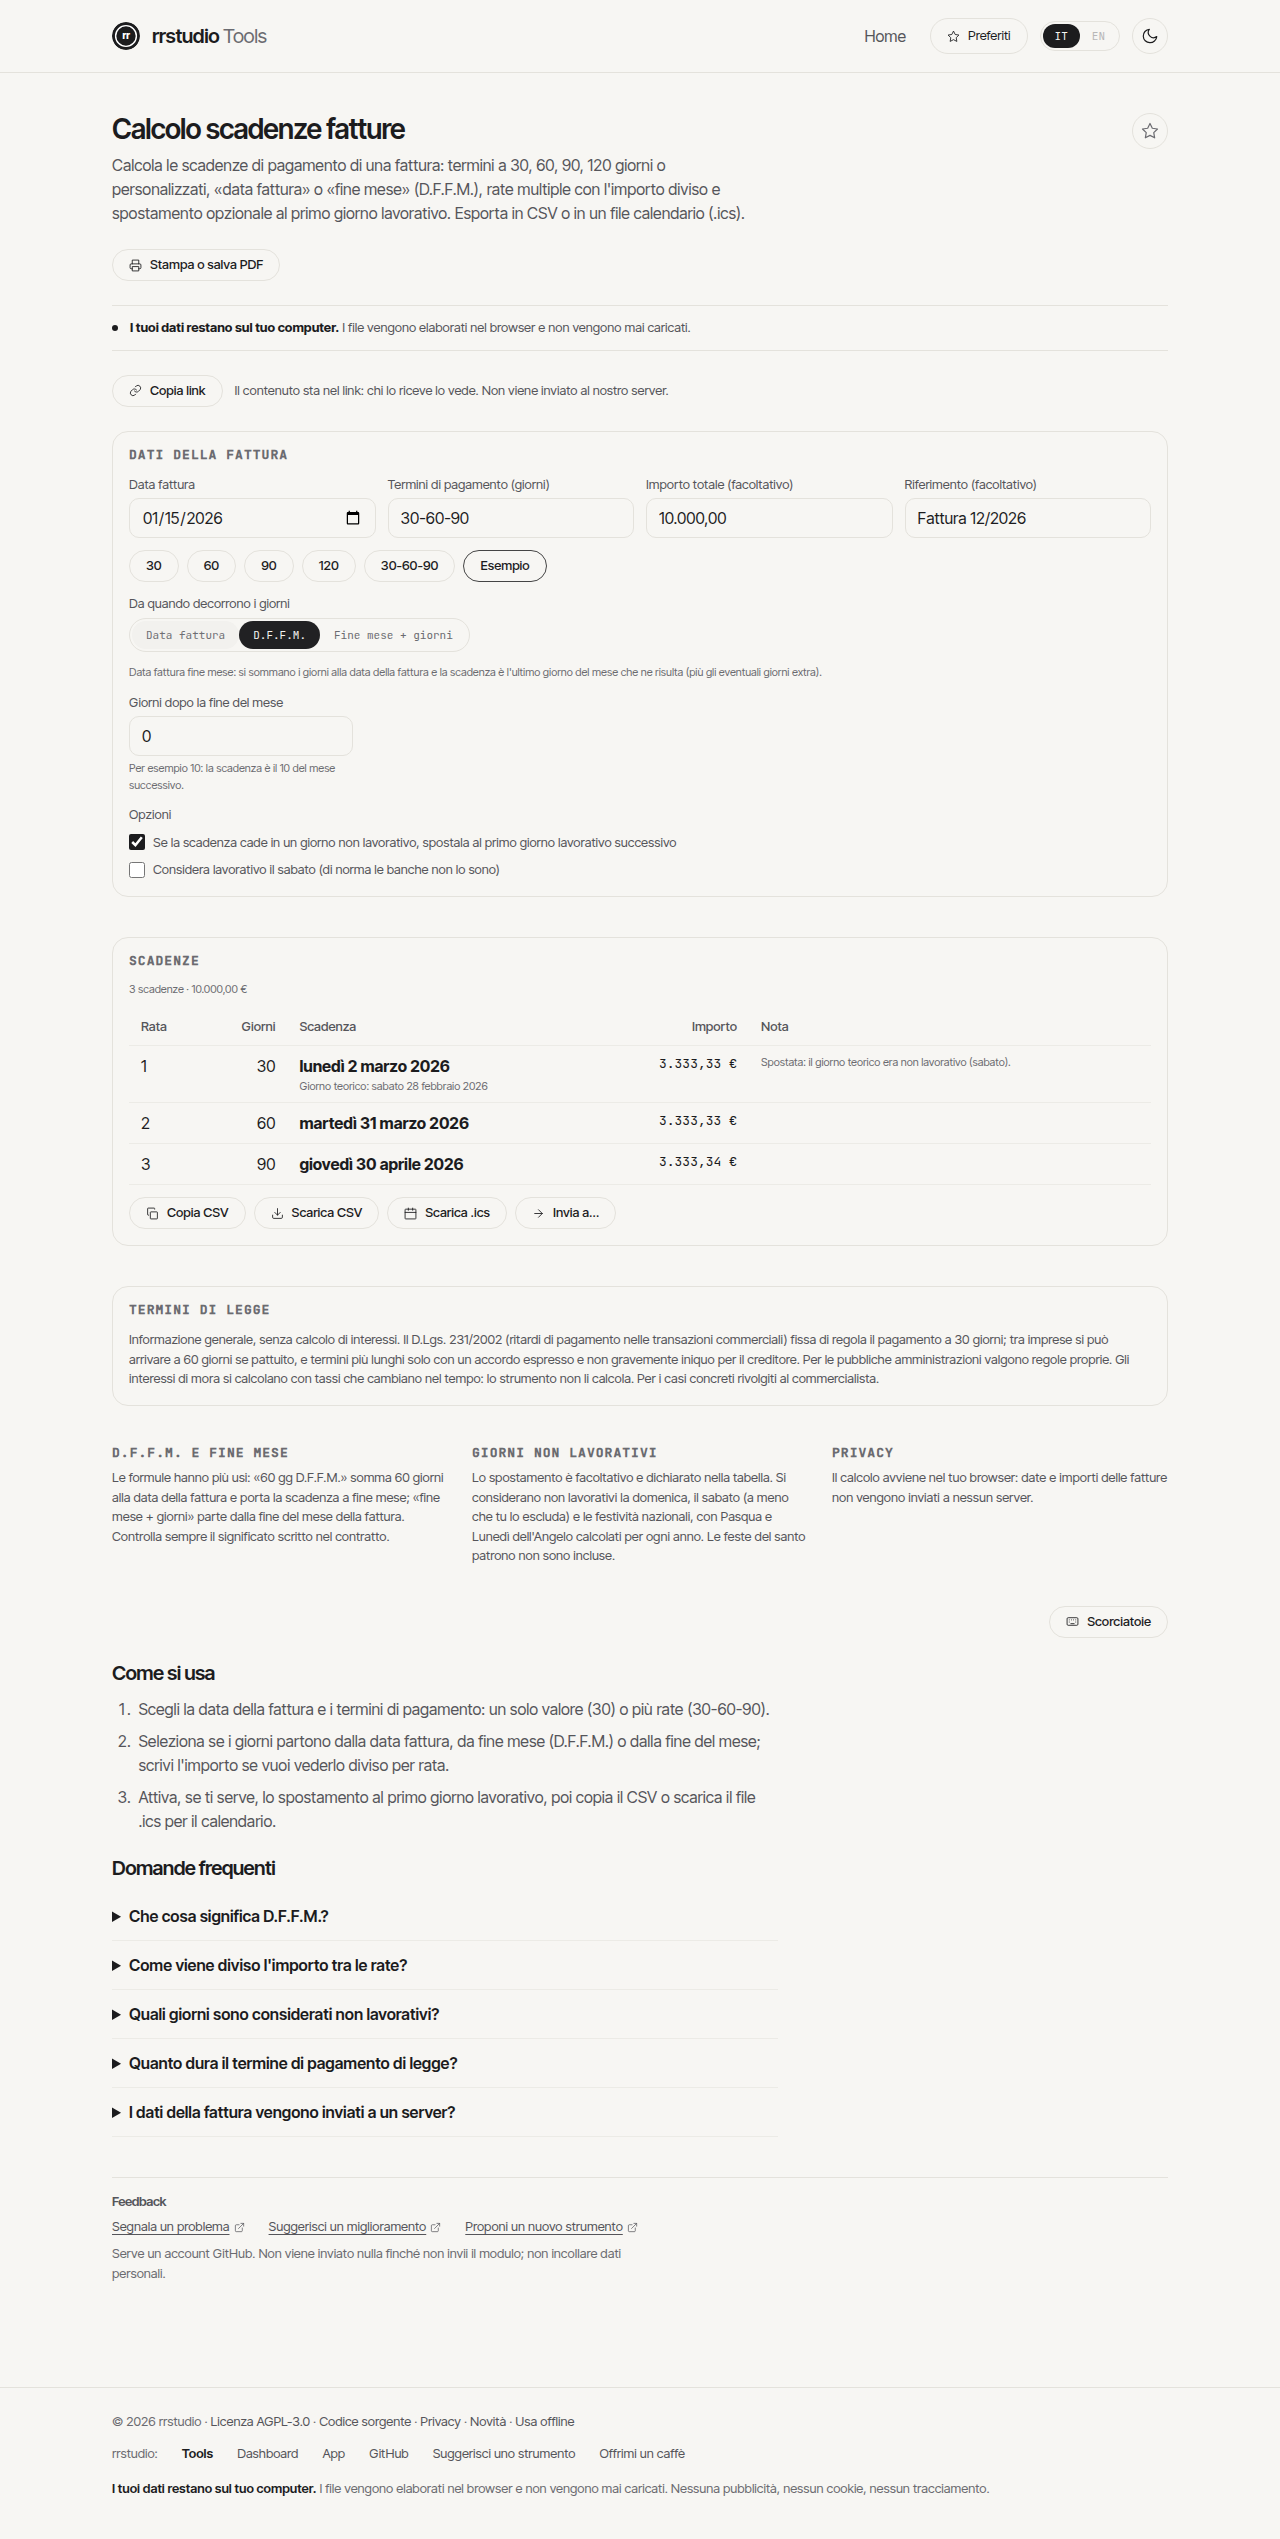 rr rrstudio Tools
Home
Preferiti
IT EN
Calcolo scadenze fatture
Calcola le scadenze di pagamento di una fattura: termini a 30, 60, 90, 120 giorni o
personalizzati, «data fattura» o «fine mese» (D.F.F.M.), rate multiple con l'importo diviso e
spostamento opzionale al primo giorno lavorativo. Esporta in CSV o in un file calendario (.ics).
Stampa o salva PDF
I tuoi dati restano sul tuo computer. I file vengono elaborati nel browser e non vengono mai caricati.
Copia link
Il contenuto sta nel link: chi lo riceve lo vede. Non viene inviato al nostro server.
DATI DELLA FATTURA
Data fattura
Termini di pagamento (giorni)
Importo totale (facoltativo)
Riferimento (facoltativo)
01/15/2026
30-60-90
10.000,00
Fattura 12/2026
30
60
90
120
30-60-90
Esempio
Da quando decorrono i giorni
Data fattura
D.F.F.M.
Fine mese + giorni
Data fattura fine mese: si sommano i giorni alla data della fattura e la scadenza è l'ultimo giorno del mese che ne risulta (più gli eventuali giorni extra).
Giorni dopo la fine del mese
0
Per esempio 10: la scadenza è il 10 del mese
successivo.
Opzioni
Se la scadenza cade in un giorno non lavorativo, spostala al primo giorno lavorativo successivo
Considera lavorativo il sabato (di norma le banche non lo sono)
SCADENZE
3 scadenze · 10.000,00 €
Rata Giorni Scadenza Importo Nota
1 30 lunedì 2 marzo 2026 3.333,33 € Spostata: il giorno teorico era non lavorativo (sabato).
Giorno teorico: sabato 28 febbraio 2026
2 60 martedì 31 marzo 2026 3.333,33 €
3 90 giovedì 30 aprile 2026 3.333,34 €
Copia CSV
Scarica CSV
Scarica .ics
Invia a...
TERMINI DI LEGGE
Informazione generale, senza calcolo di interessi. Il D.Lgs. 231/2002 (ritardi di pagamento nelle transazioni commerciali) fissa di regola il pagamento a 30 giorni; tra imprese si può
arrivare a 60 giorni se pattuito, e termini più lunghi solo con un accordo espresso e non gravemente iniquo per il creditore. Per le pubbliche amministrazioni valgono regole proprie. Gli
interessi di mora si calcolano con tassi che cambiano nel tempo: lo strumento non li calcola. Per i casi concreti rivolgiti al commercialista.
D.F.F.M. E FINE MESE
Le formule hanno più usi: «60 gg D.F.F.M.» somma 60 giorni
alla data della fattura e porta la scadenza a fine mese; «fine
mese + giorni» parte dalla fine del mese della fattura.
Controlla sempre il significato scritto nel contratto.
GIORNI NON LAVORATIVI
Lo spostamento è facoltativo e dichiarato nella tabella. Si
considerano non lavorativi la domenica, il sabato (a meno
che tu lo escluda) e le festività nazionali, con Pasqua e
Lunedì dell'Angelo calcolati per ogni anno. Le feste del santo
patrono non sono incluse.
PRIVACY
Il calcolo avviene nel tuo browser: date e importi delle fatture
non vengono inviati a nessun server.
Scorciatoie
Come si usa
1. Scegli la data della fattura e i termini di pagamento: un solo valore (30) o più rate (30-60-90).
2. Seleziona se i giorni partono dalla data fattura, da fine mese (D.F.F.M.) o dalla fine del mese;
scrivi l'importo se vuoi vederlo diviso per rata.
3. Attiva, se ti serve, lo spostamento al primo giorno lavorativo, poi copia il CSV o scarica il file
.ics per il calendario.
Domande frequenti
Che cosa significa D.F.F.M.?
Come viene diviso l'importo tra le rate?
Quali giorni sono considerati non lavorativi?
Quanto dura il termine di pagamento di legge?
I dati della fattura vengono inviati a un server?
Feedback
Segnala un problema
Suggerisci un miglioramento
Proponi un nuovo strumento
Serve un account GitHub. Non viene inviato nulla finché non invii il modulo; non incollare dati
personali.
© 2026 rrstudio · Licenza AGPL-3.0 · Codice sorgente · Privacy · Novità · Usa offline
rrstudio: Tools Dashboard App GitHub Suggerisci uno strumento Offrimi un caffè
I tuoi dati restano sul tuo computer. I file vengono elaborati nel browser e non vengono mai caricati. Nessuna pubblicità, nessun cookie, nessun tracciamento.